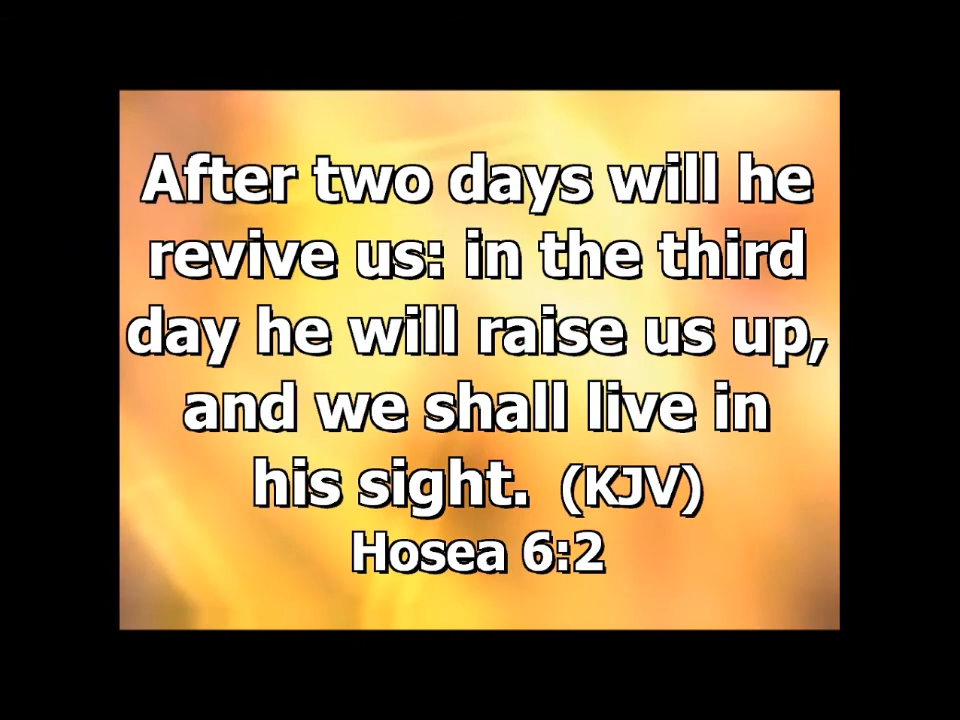 After two days will he
revive us: in the third
day he will raise us up,
and we shall live in
his sight. (KJV)
Hosea 6:2